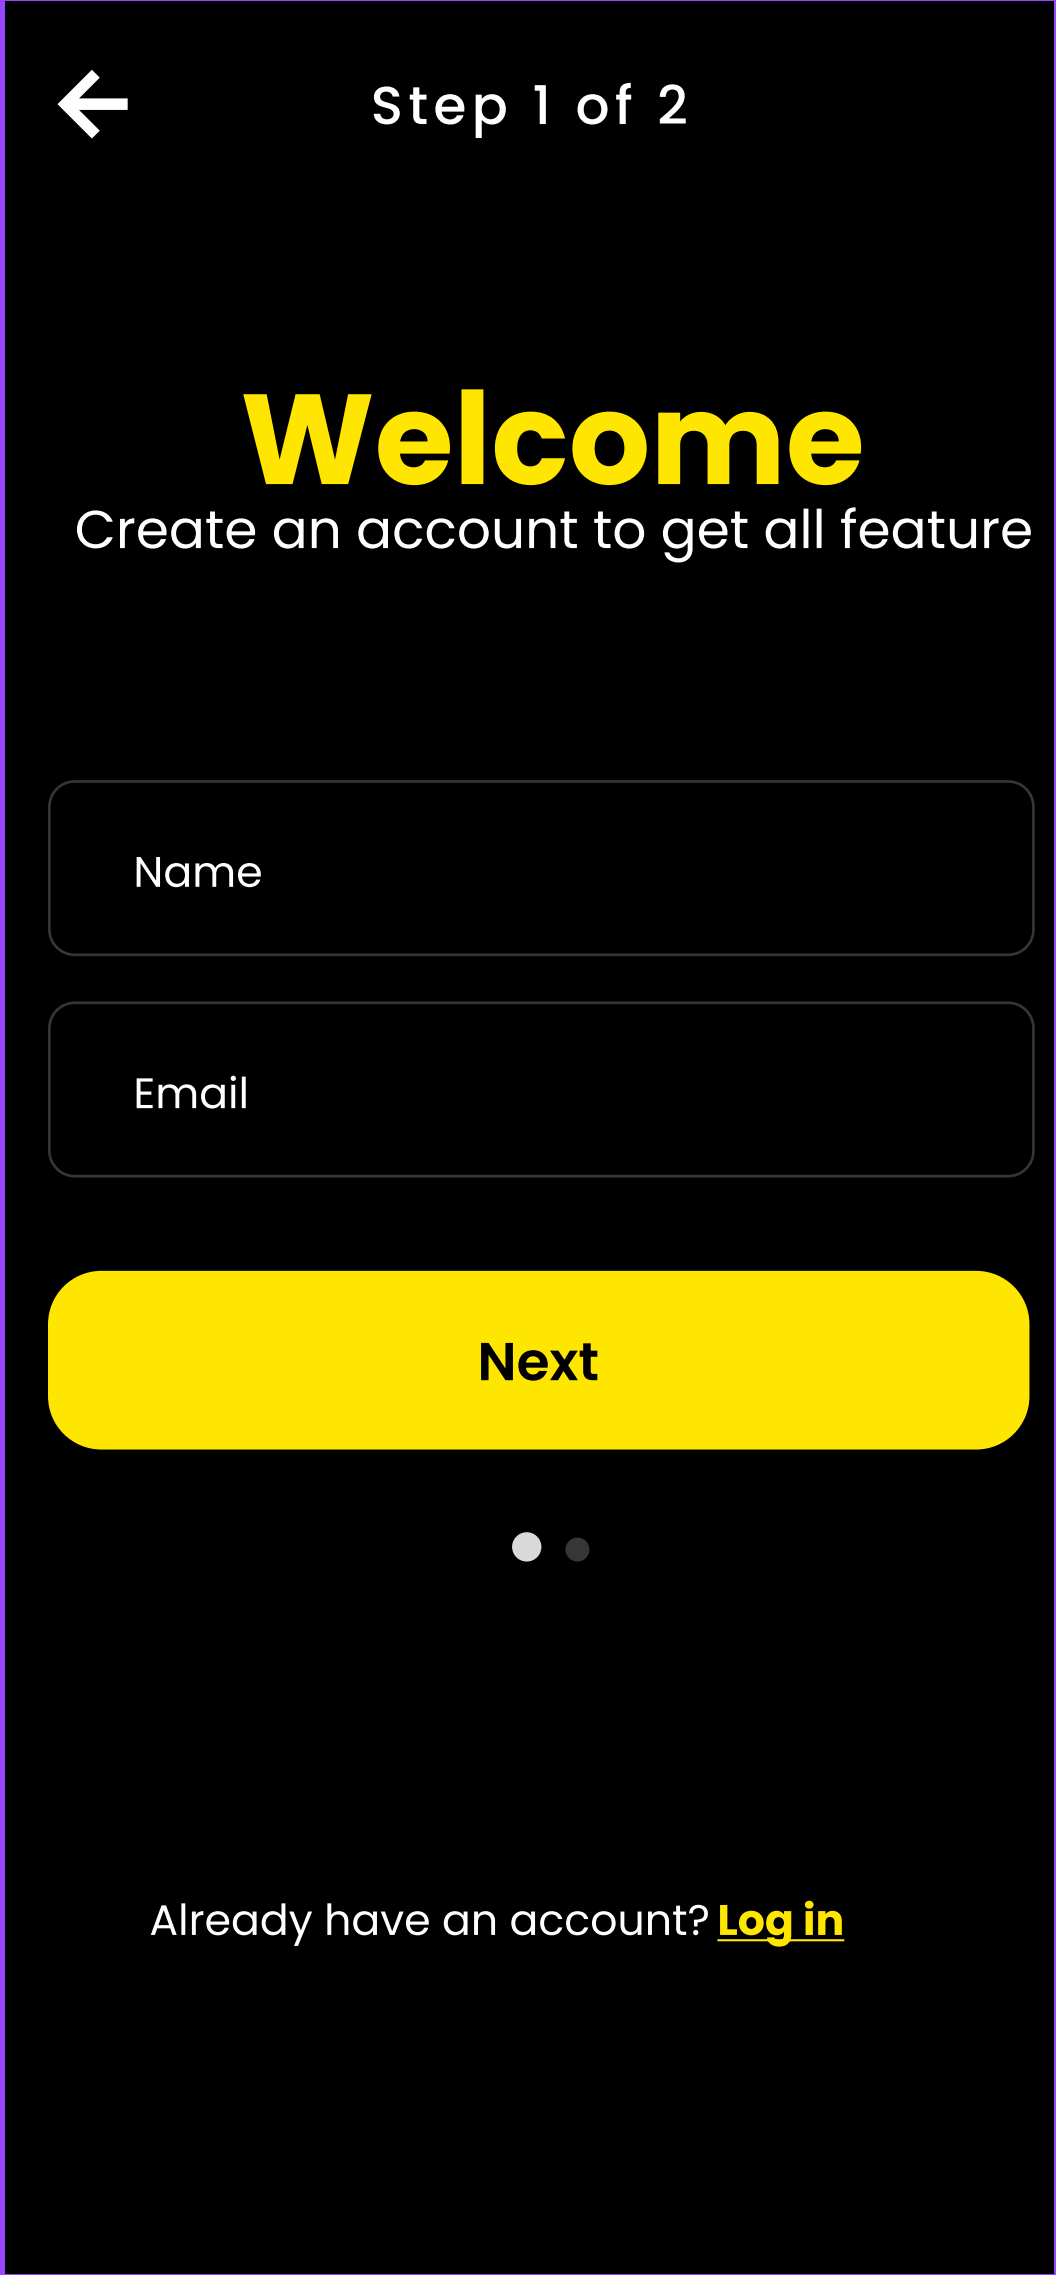 Step 1 of 2
Welcome
Create an account to get all feature
Name
Email
Next
Already have an account? Log in